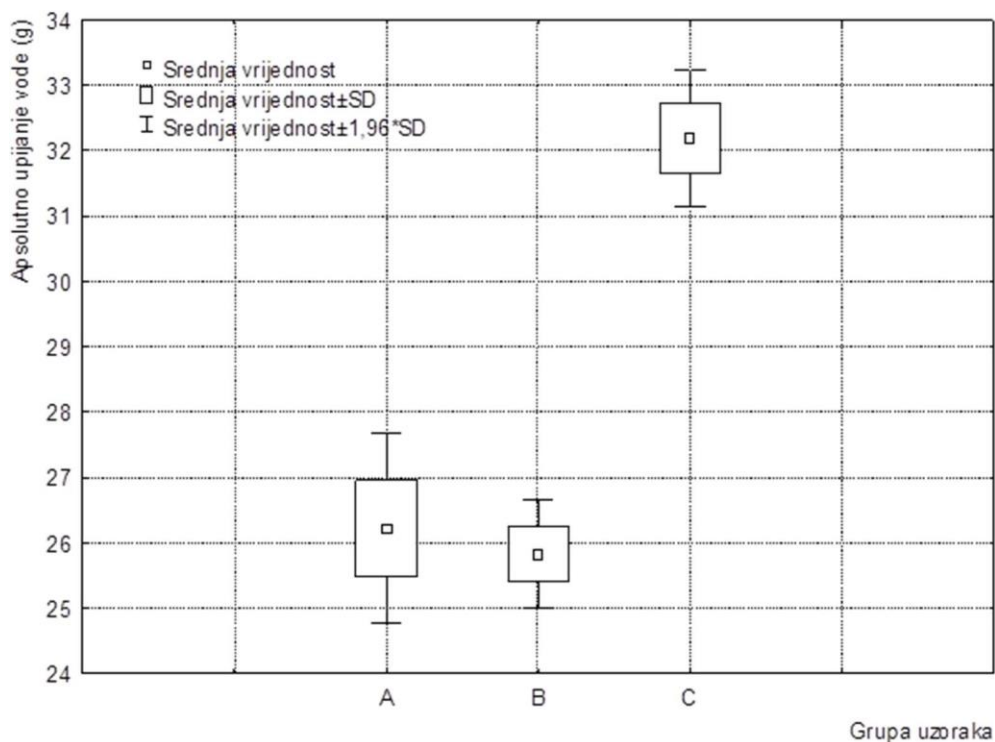 Apsolutno upijanje vode (g)
34
33
32
31
30
29
28
27
26
25
24
Srednja vrijednost
Srednja vrijednost±SD
Srednja vrijednost±1,96*SD
A B C
Grupa uzoraka